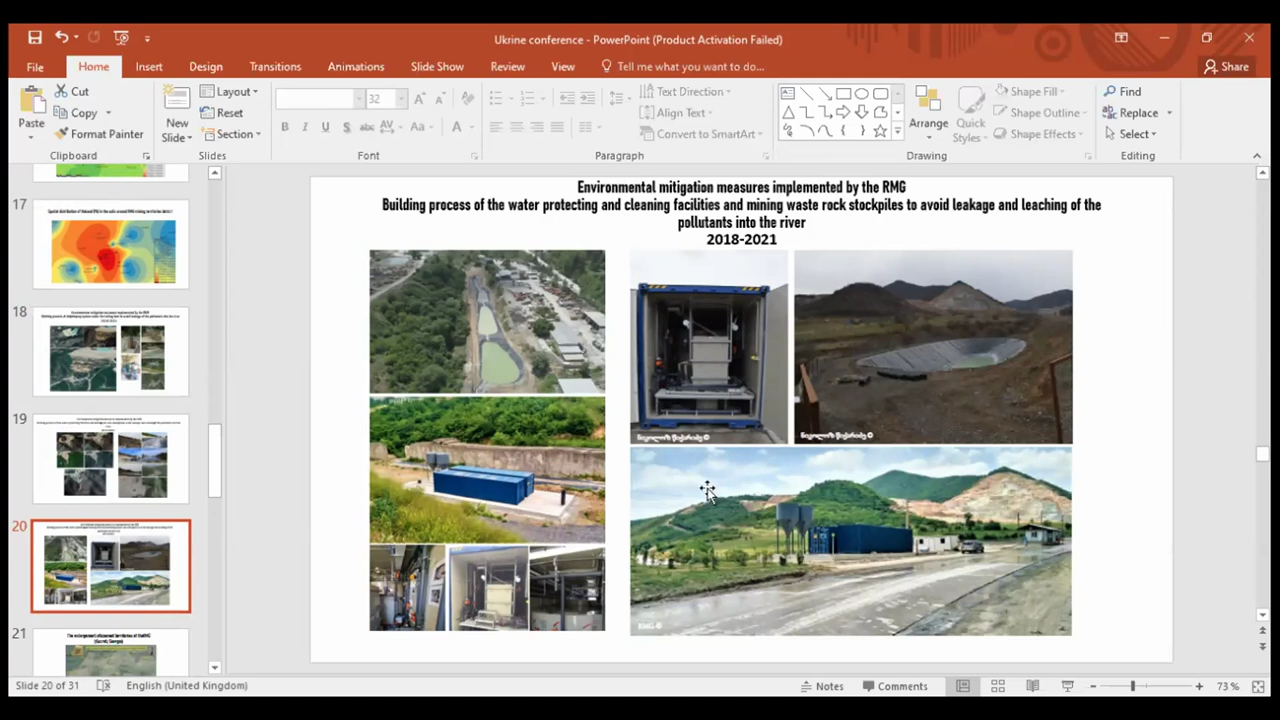 Ukrine conference - PowerPoint (Product Activation Failed)
File
Home
Insert
Design
Transitions
Animations
Slide Show
Review
View
Tell me what you want to do...
Share
Paste
Cut
Copy
Format Painter
Clipboard
New
Slide
Layout
Reset
Section
Slides
32
Font
Text Direction
Align Text
Convert to SmartArt
Paragraph
Arrange
Quick
Styles
Shape Fill
Shape Outline
Shape Effects
Drawing
Find
Replace
Select
Editing
17
18
19
20
21
Environmental mitigation measures implemented by the RMG
Building process of the water protecting and cleaning facilities and mining waste rock stockpiles to avoid leakage and leaching of the
pollutants into the river
2018-2021
RMG ©
Slide 20 of 31
English (United Kingdom)
Notes
Comments
73 %